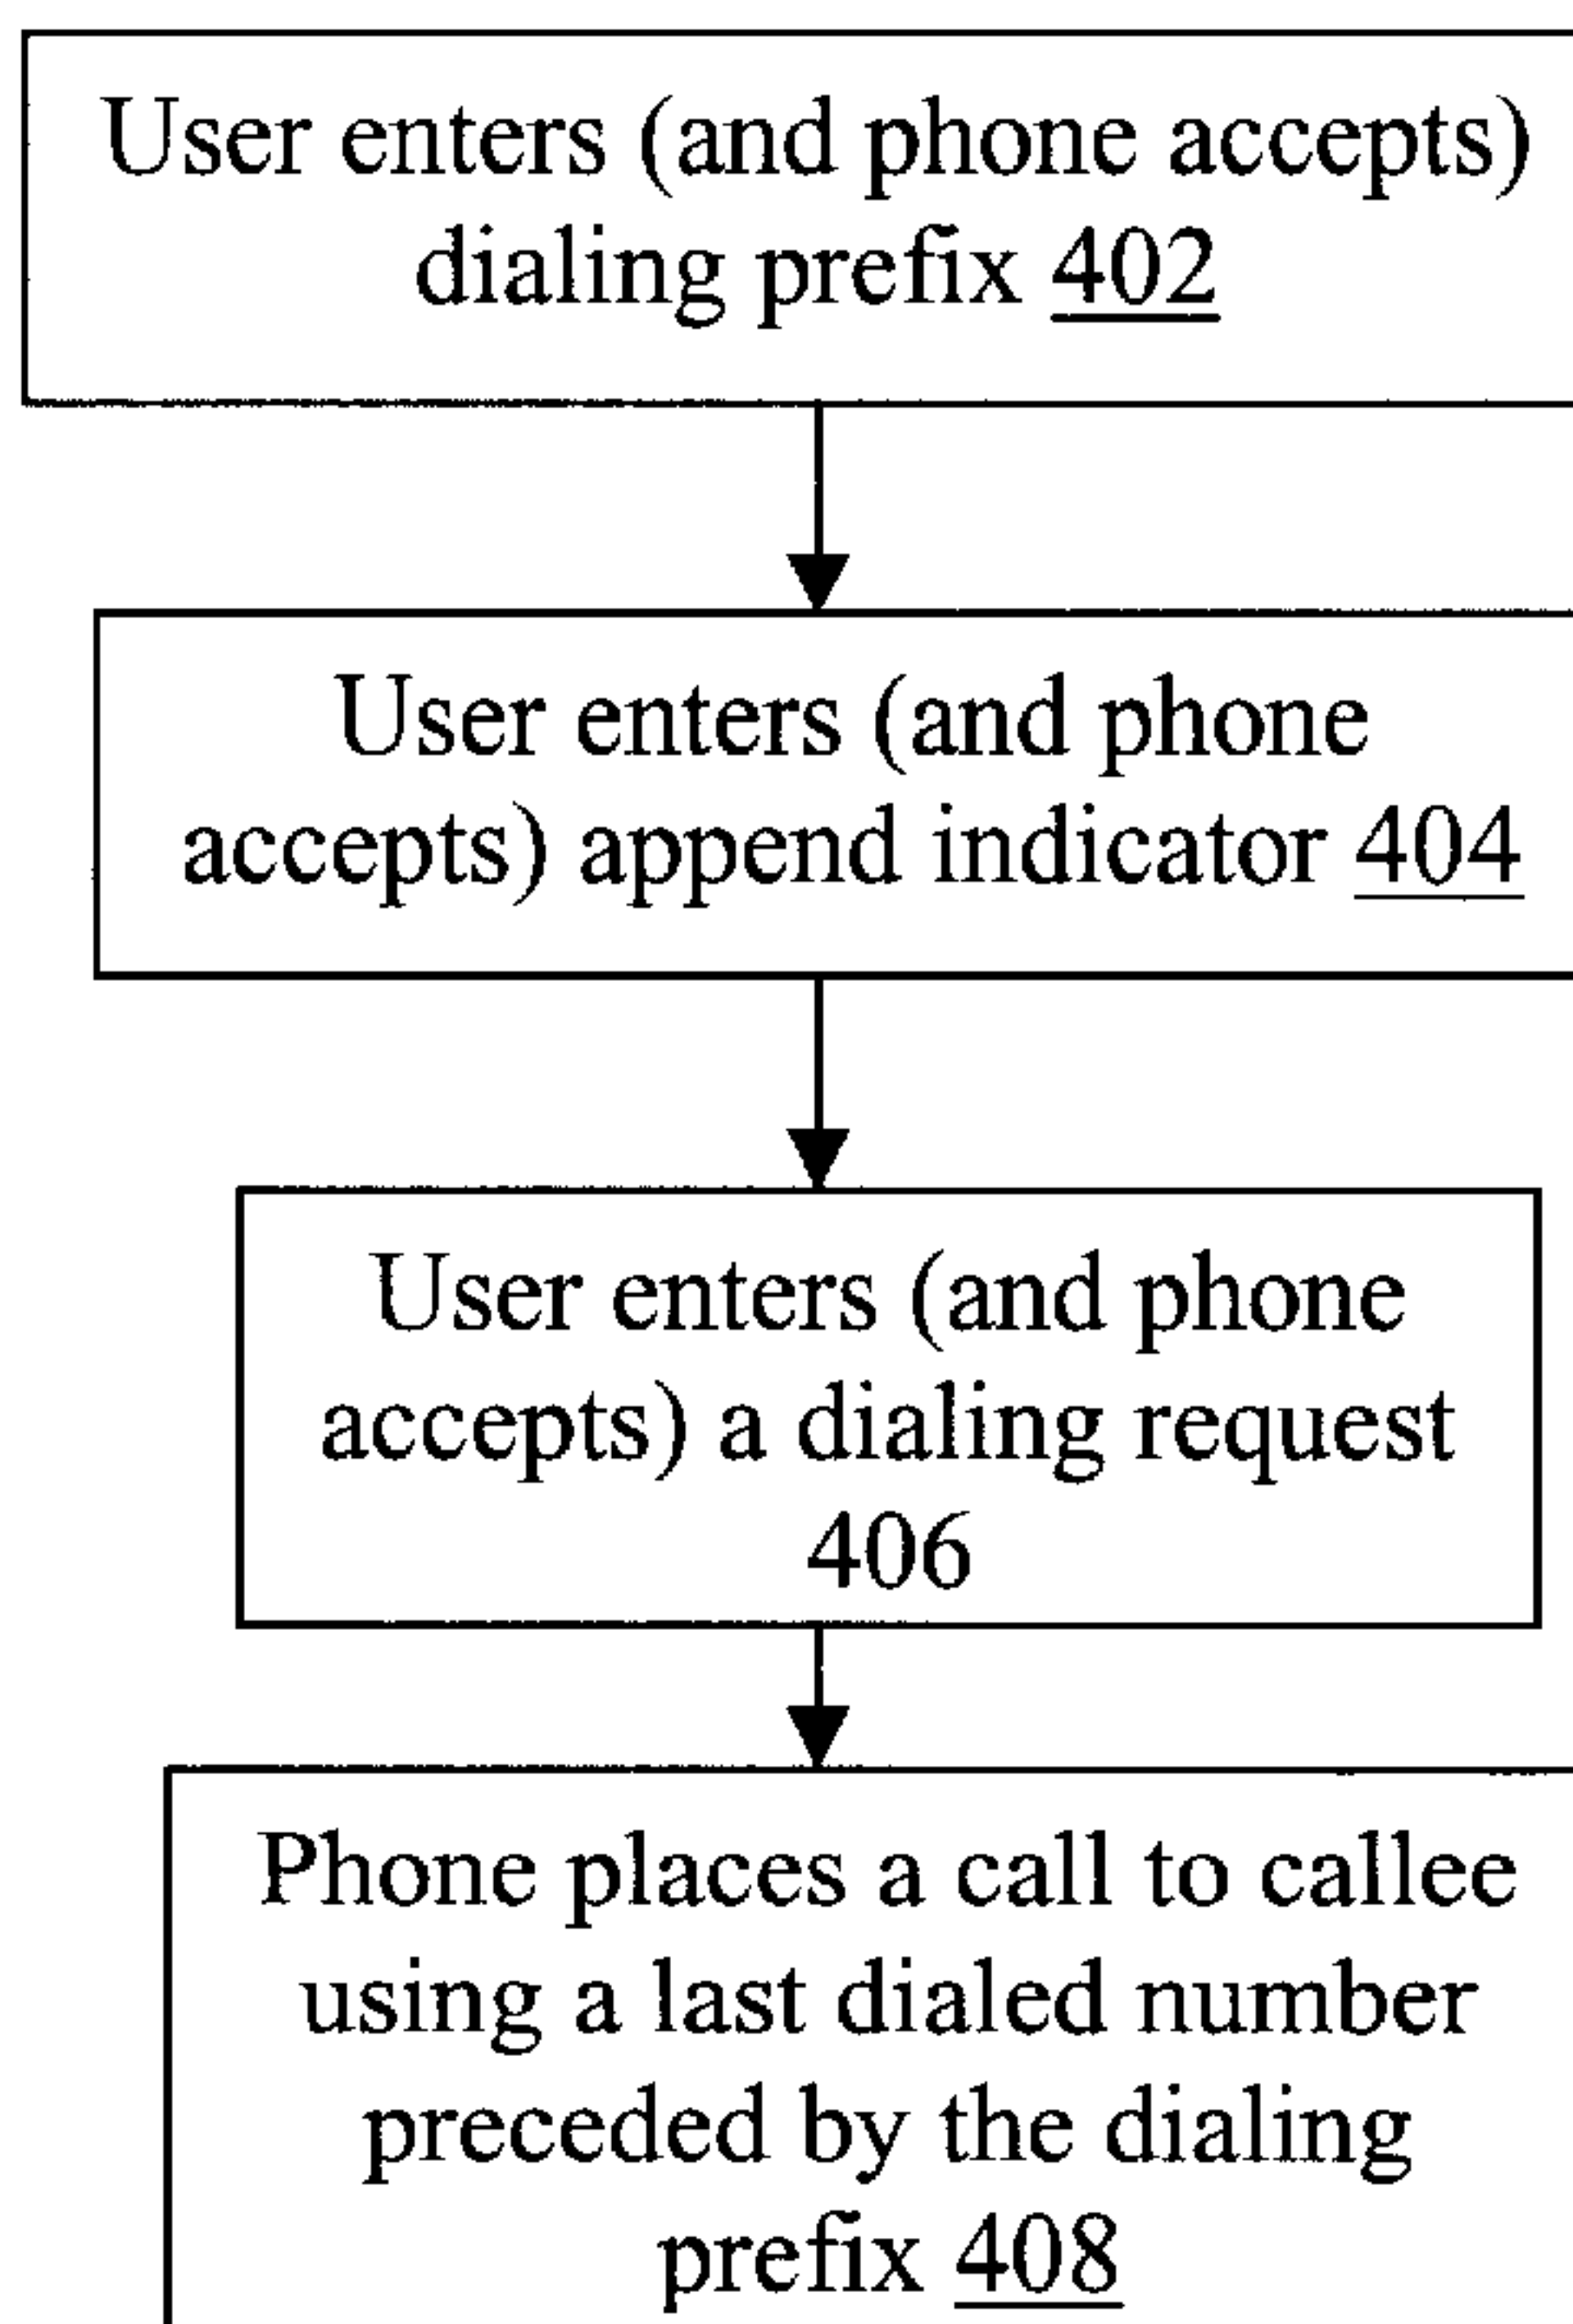 User enters (and phone accepts)
dialing prefix 402
User enters (and phone
accepts) append indicator 404
User enters (and phone
accepts) a dialing request
406
Phone places a call to callee
using a last dialed number
preceded by the dialing
prefix 408